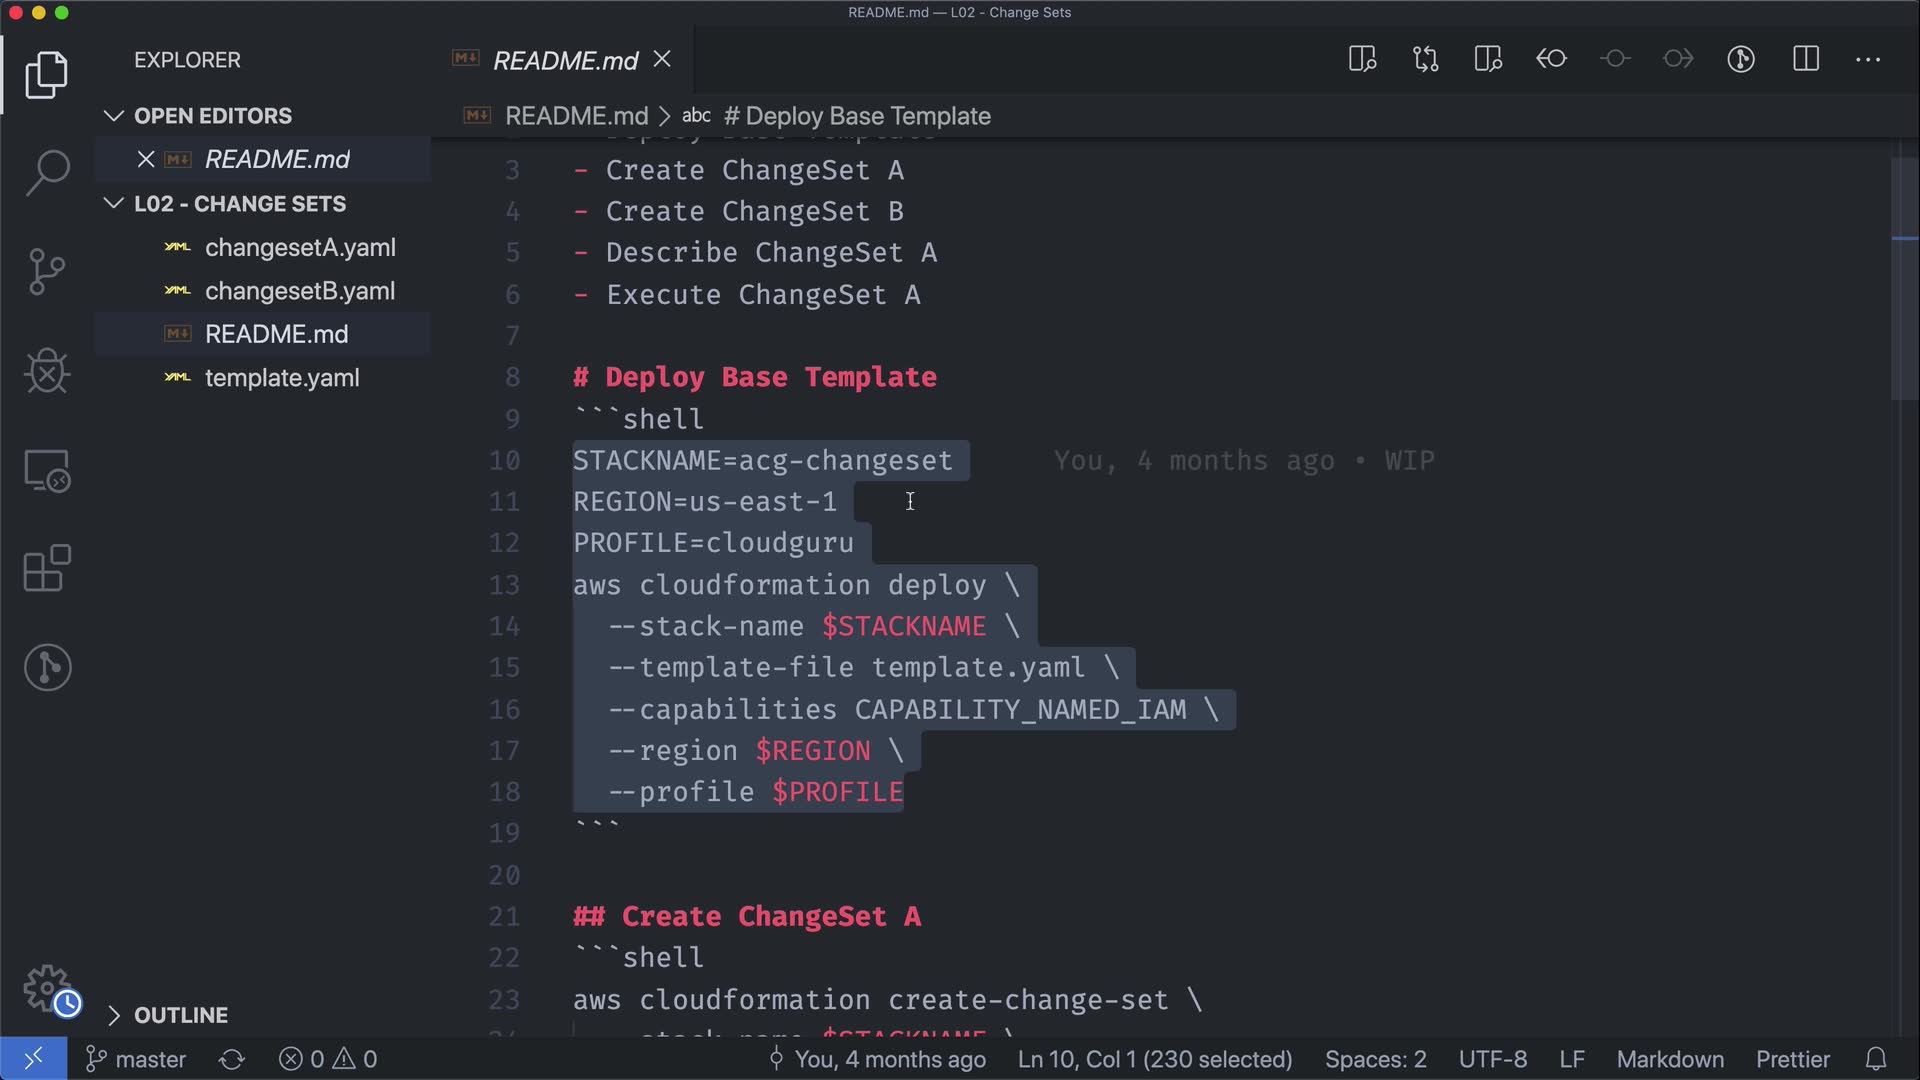 README.md — L02 - Change Sets
EXPLORER
README.md
OPEN EDITORS
README.md > abc # Deploy Base Template
README.md
L02 - CHANGE SETS
changesetA.yaml
changesetB.yaml
README.md
template.yaml
3 - Create ChangeSet A
4 - Create ChangeSet B
5 - Describe ChangeSet A
6 - Execute ChangeSet A
7
8 # Deploy Base Template
9 ```shell
10 STACKNAME=acg-changeset You, 4 months ago • WIP
11 REGION=us-east-1
12 PROFILE=cloudguru
13 aws cloudformation deploy \
14 --stack-name $STACKNAME \
15 --template-file template.yaml \
16 --capabilities CAPABILITY_NAMED_IAM \
17 --region $REGION \
18 --profile $PROFILE
19 ```
20
21 ## Create ChangeSet A
22 ```shell
23 aws cloudformation create-change-set \
OUTLINE
master 0 0 You, 4 months ago Ln 10, Col 1 (230 selected) Spaces: 2 UTF-8 LF Markdown Prettier